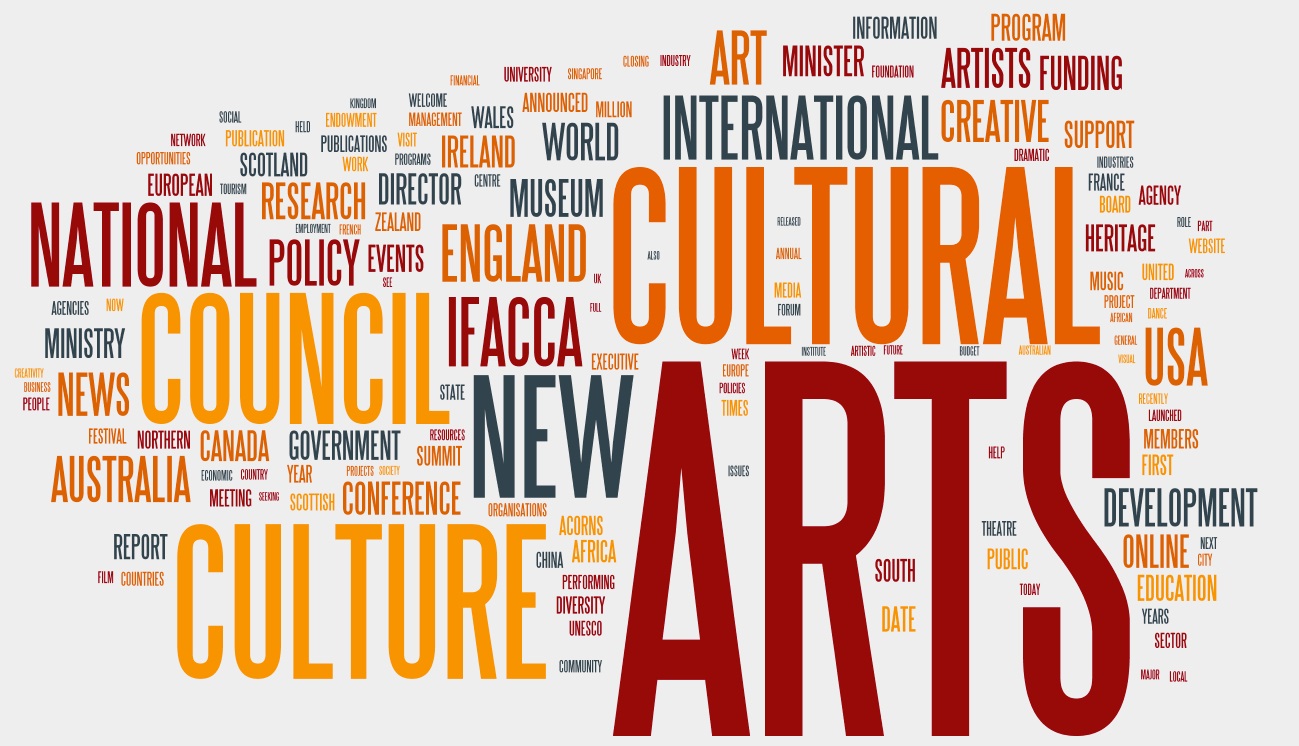 INFORMATION
PROGRAM
ART
MINISTER
ARTISTS
FUNDING
CLOSING
INDUSTRY
FOUNDATION
FINANCIAL
UNIVERSITY
SINGAPORE
KINGDOM
WELCOME
ANNOUNCED
MILLION
INTERNATIONAL
CREATIVE
SOCIAL
HELD
ENDOWMENT
MANAGEMENT
WALES
SUPPORT
NETWORK
PUBLICATION
PUBLICATIONS
VISIT
WORLD
OPPORTUNITIES
SCOTLAND
WORK
PROGRAMS
IRELAND
DRAMATIC
INDUSTRIES
EUROPEAN
TOURISM
RESEARCH
DIRECTOR
CENTRE
MUSEUM
CULTURAL
FRANCE
AGENCY
BOARD
EMPLOYMENT
FRENCH
ZEALAND
RELEASED
ROLE
PART
NATIONAL
POLICY
EVENTS
ENGLAND
ALSO
ANNUAL
HERITAGE
WEBSITE
SEE
UK
MEDIA
MUSIC
UNITED
ACROSS
AGENCIES
NOW
COUNCIL
IFACCA
FULL
FORUM
PROJECT
DEPARTMENT
AFRICAN
DANCE
MINISTRY
EXECUTIVE
WEEK
INSTITUTE
ARTISTIC
FUTURE
BUDGET
AUSTRALIAN
GENERAL
VISUAL
USA
CREATIVITY
BUSINESS
PEOPLE
NEWS
STATE
NEW
EUROPE
POLICIES
TIMES
ARTS
RECENTLY
LAUNCHED
FESTIVAL
NORTHERN
CANADA
GOVERNMENT
RESOURCES
SUMMIT
ISSUES
HELP
MEMBERS
FIRST
AUSTRALIA
ECONOMIC
COUNTRY
YEAR
PROJECTS
SOCIETY
MEETING
SEEKING
SCOTTISH
CONFERENCE
ORGANISATIONS
DEVELOPMENT
REPORT
CULTURE
ACORNS
CHINA
AFRICA
THEATRE
PUBLIC
ONLINE
NEXT
CITY
FILM
COUNTRIES
PERFORMING
SOUTH
TODAY
EDUCATION
DIVERSITY
UNESCO
DATE
YEARS
SECTOR
COMMUNITY
MAJOR
LOCAL